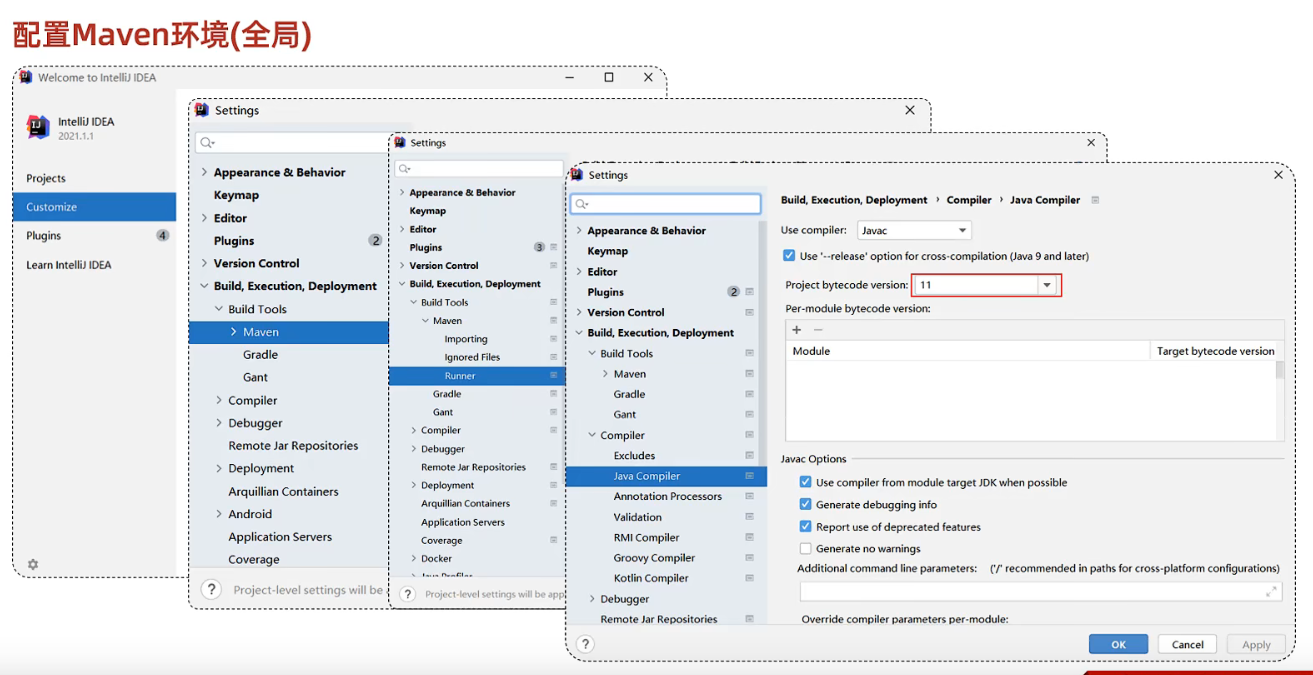 配置Maven环境(全局)
Welcome to IntelliJ IDEA
IntelliJ IDEA
2021.1.1
Projects
Customize
Plugins 4
Learn IntelliJ IDEA
Settings
Appearance & Behavior
Keymap
Editor
Plugins 2
Version Control
Build, Execution, Deployment
Build Tools
Maven
Gradle
Gant
Compiler
Debugger
Remote Jar Repositories
Deployment
Arquillian Containers
Android
Application Servers
Coverage
? Project-level settings will be
Settings
Appearance & Behavior
Keymap
Editor
Plugins 3
Version Control
Build, Execution, Deployment
Build Tools
Maven
Importing
Ignored Files
Runner
Gradle
Gant
Compiler
Debugger
Remote Jar Repositories
Deployment
Arquillian Containers
Application Servers
Coverage
Docker
? Project-level settings will be app
Settings
Appearance & Behavior
Keymap
Editor
Plugins 2
Version Control
Build, Execution, Deployment
Build Tools
Maven
Gradle
Gant
Compiler
Excludes
Java Compiler
Annotation Processors
Validation
RMI Compiler
Groovy Compiler
Kotlin Compiler
Debugger
Remote Jar Repositories
Build, Execution, Deployment › Compiler › Java Compiler
Use compiler: Javac
Use '--release' option for cross-compilation (Java 9 and later)
Project bytecode version: 11
Per-module bytecode version:
+ −
Module Target bytecode version
Javac Options
Use compiler from module target JDK when possible
Generate debugging info
Report use of deprecated features
Generate no warnings
Additional command line parameters: ('/' recommended in paths for cross-platform configurations)
Override compiler parameters per-module:
? OK Cancel Apply